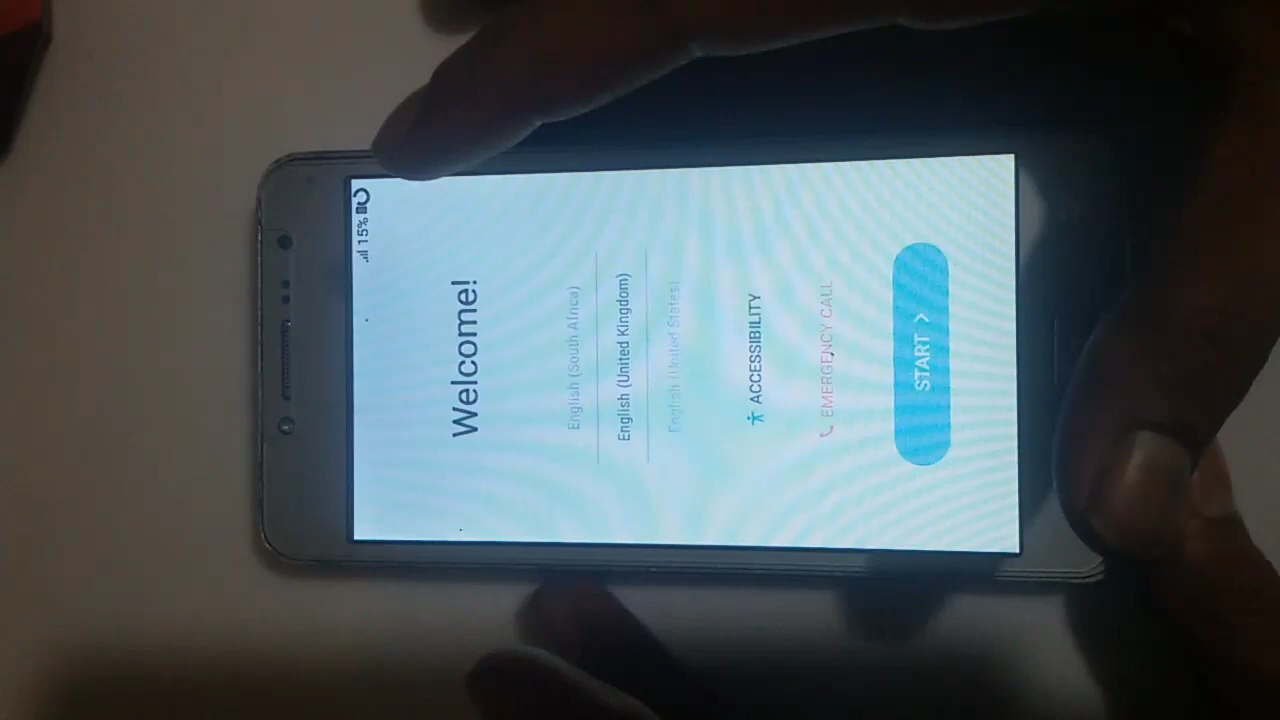 15%
Welcome!
English (South Africa)
English (United Kingdom)
English (United States)
ACCESSIBILITY
EMERGENCY CALL
START